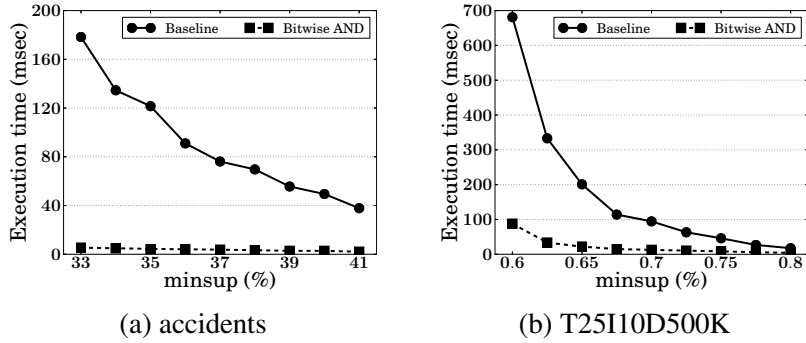 Baseline
Bitwise AND
Execution time (msec)
200
160
120
80
40
0
33
35
37
39
41
minsup (%)
(a) accidents
Baseline
Bitwise AND
Execution time (msec)
700
600
500
400
300
200
100
0
0.6
0.65
0.7
0.75
0.8
minsup (%)
(b) T25I10D500K